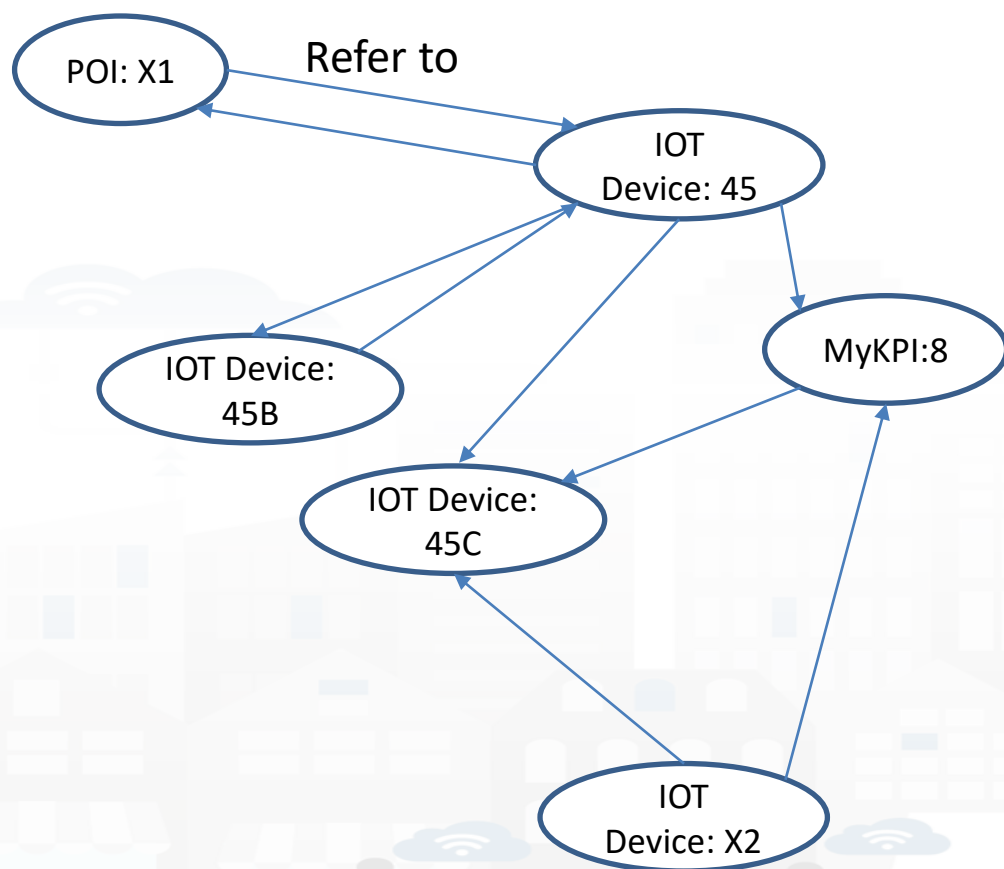 POI: X1
Refer to
IOT
Device: 45
IOT Device:
45B
MyKPI:8
IOT Device:
45C
IOT
Device: X2